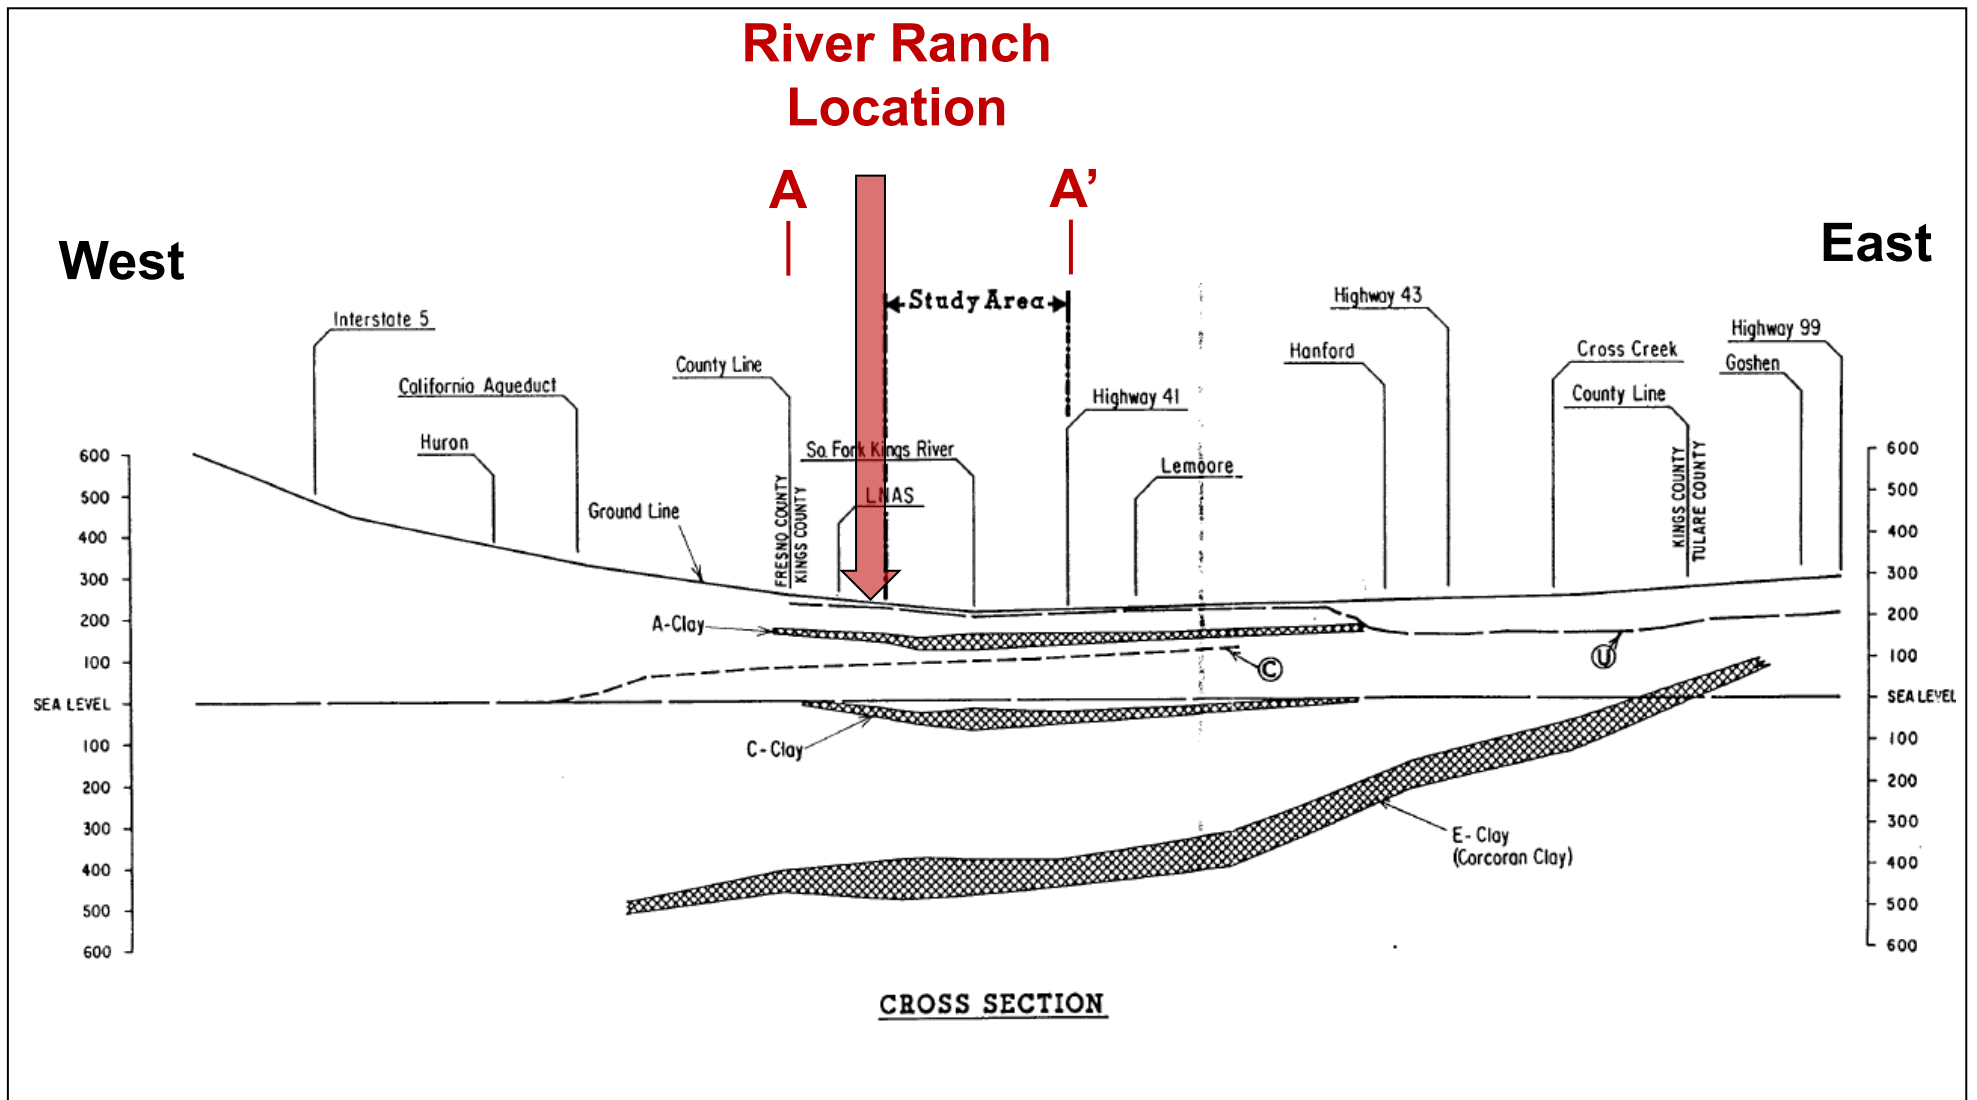 River Ranch
Location
A
A’
West
East
Study Area
Interstate 5
Highway 43
Highway 99
Goshen
Hanford
Cross Creek
County Line
California Aqueduct
County Line
Highway 41
Huron
So. Fork Kings River
Lemoore
LNAS
Ground Line
FRESNO COUNTY
KINGS COUNTY
KINGS COUNTY
TULARE COUNTY
600
500
400
300
200
100
SEA LEVEL
100
200
300
400
500
600
A-Clay
C
U
C-Clay
E-Clay
(Corcoran Clay)
600
500
400
300
200
100
SEA LEVEL
100
200
300
400
500
600
CROSS SECTION